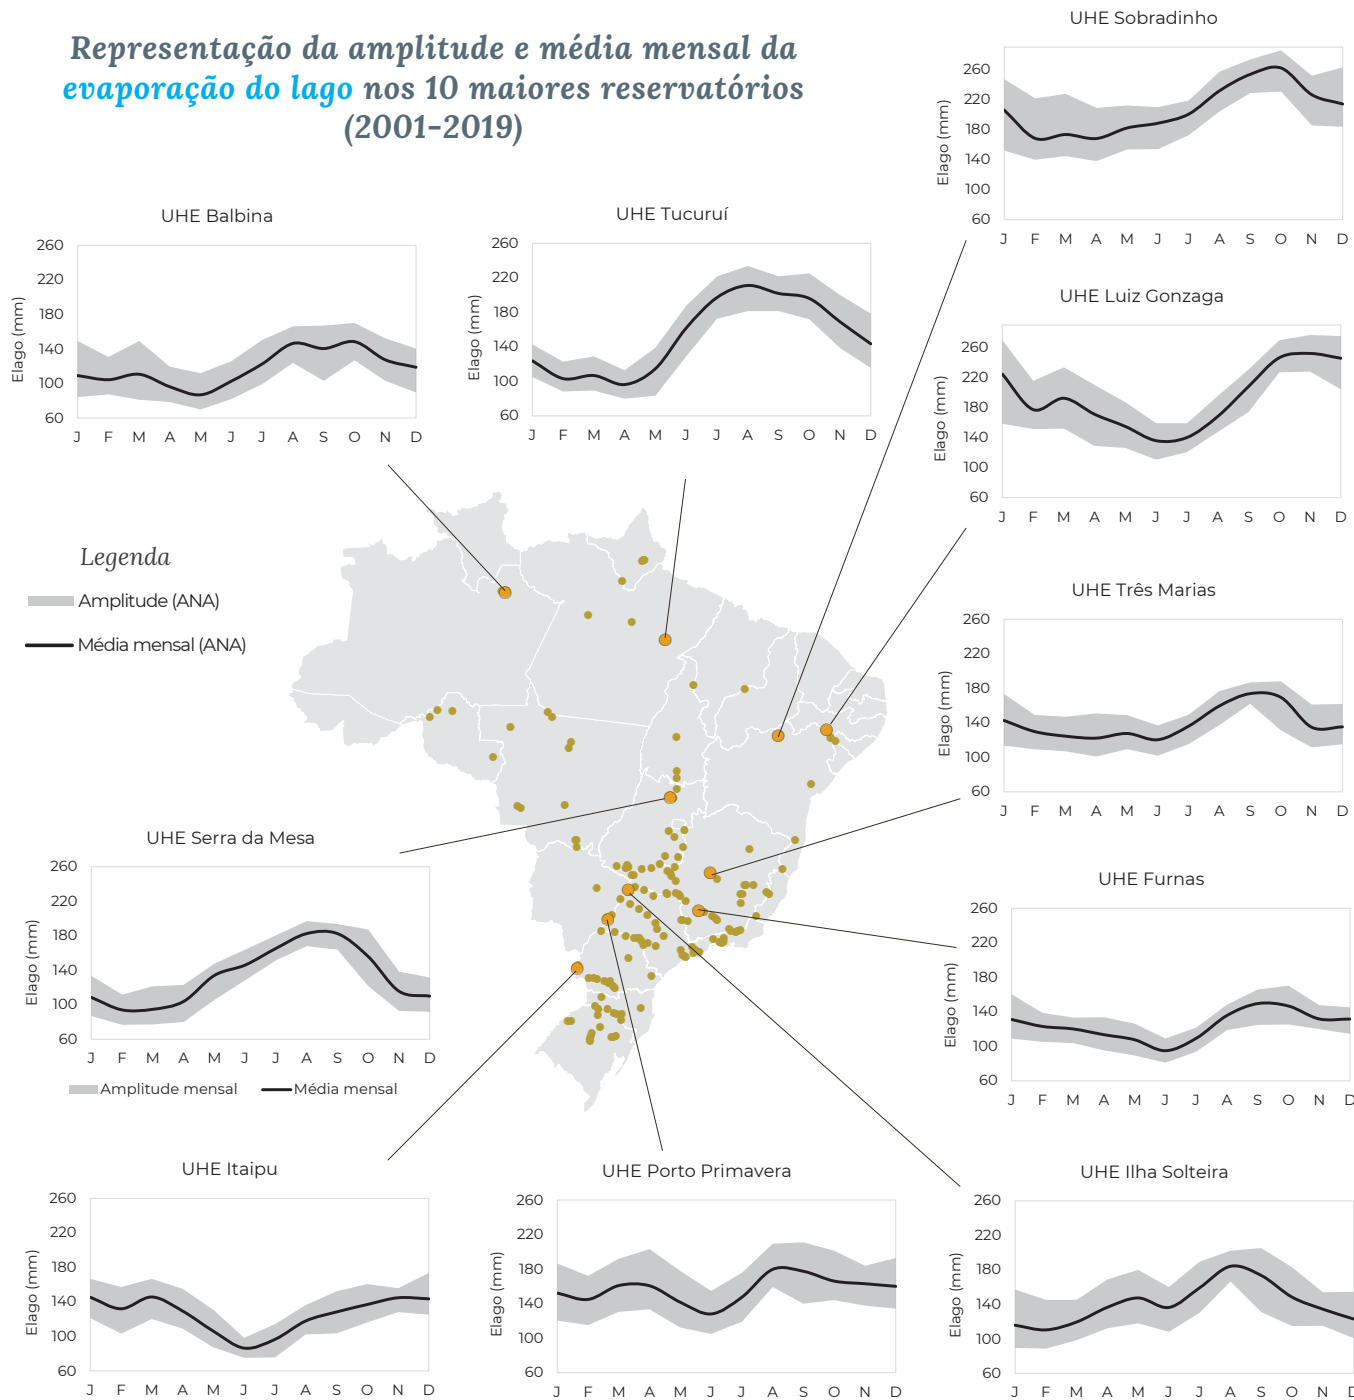 Representação da amplitude e média mensal da
evaporação do lago nos 10 maiores reservatórios
(2001-2019)
UHE Sobradinho
Elago (mm)
260
220
180
140
100
60
J F M A M J J A S O N D
UHE Balbina
Elago (mm)
260
220
180
140
100
60
J F M A M J J A S O N D
UHE Tucuruí
Elago (mm)
260
220
180
140
100
60
J F M A M J J A S O N D
UHE Luiz Gonzaga
Elago (mm)
260
220
180
140
100
60
J F M A M J J A S O N D
Legenda
Amplitude (ANA)
Média mensal (ANA)
UHE Três Marias
Elago (mm)
260
220
180
140
100
60
J F M A M J J A S O N D
UHE Serra da Mesa
Elago (mm)
260
220
180
140
100
60
J F M A M J J A S O N D
Amplitude mensal Média mensal
UHE Furnas
Elago (mm)
260
220
180
140
100
60
J F M A M J J A S O N D
UHE Itaipu
Elago (mm)
260
220
180
140
100
60
J F M A M J J A S O N D
UHE Porto Primavera
Elago (mm)
260
220
180
140
100
60
J F M A M J J A S O N D
UHE Ilha Solteira
Elago (mm)
260
220
180
140
100
60
J F M A M J J A S O N D